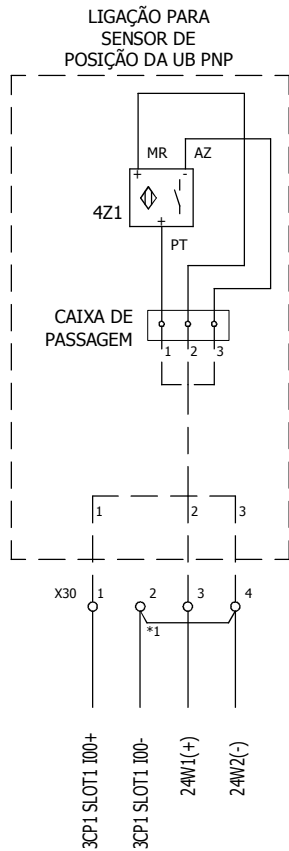 LIGAÇÃO PARA
SENSOR DE
POSIÇÃO DA UB PNP
MR AZ
+ -
4Z1
+
PT
CAIXA DE
PASSAGEM
1 2 3
1 2 3
X30 1 2 3 4
*1
3CP1 SLOT1 I00+
3CP1 SLOT1 I00-
24W1(+)
24W2(-)